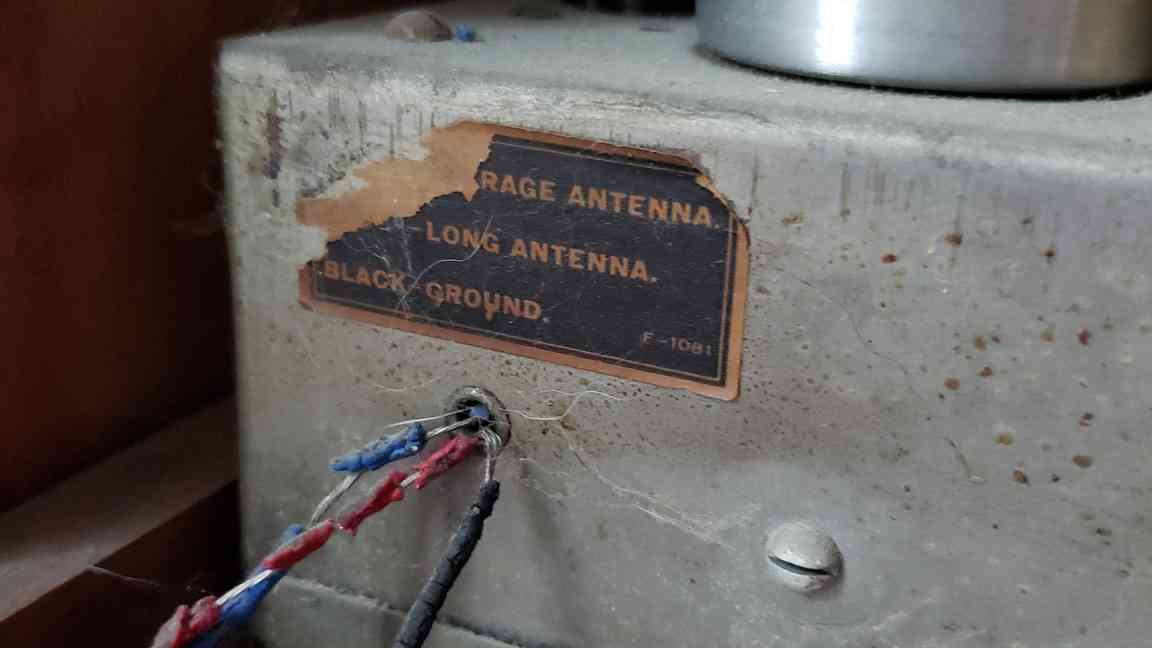 RAGE ANTENNA.
-LONG ANTENNA.
BLACK-GROUND.
F-1081